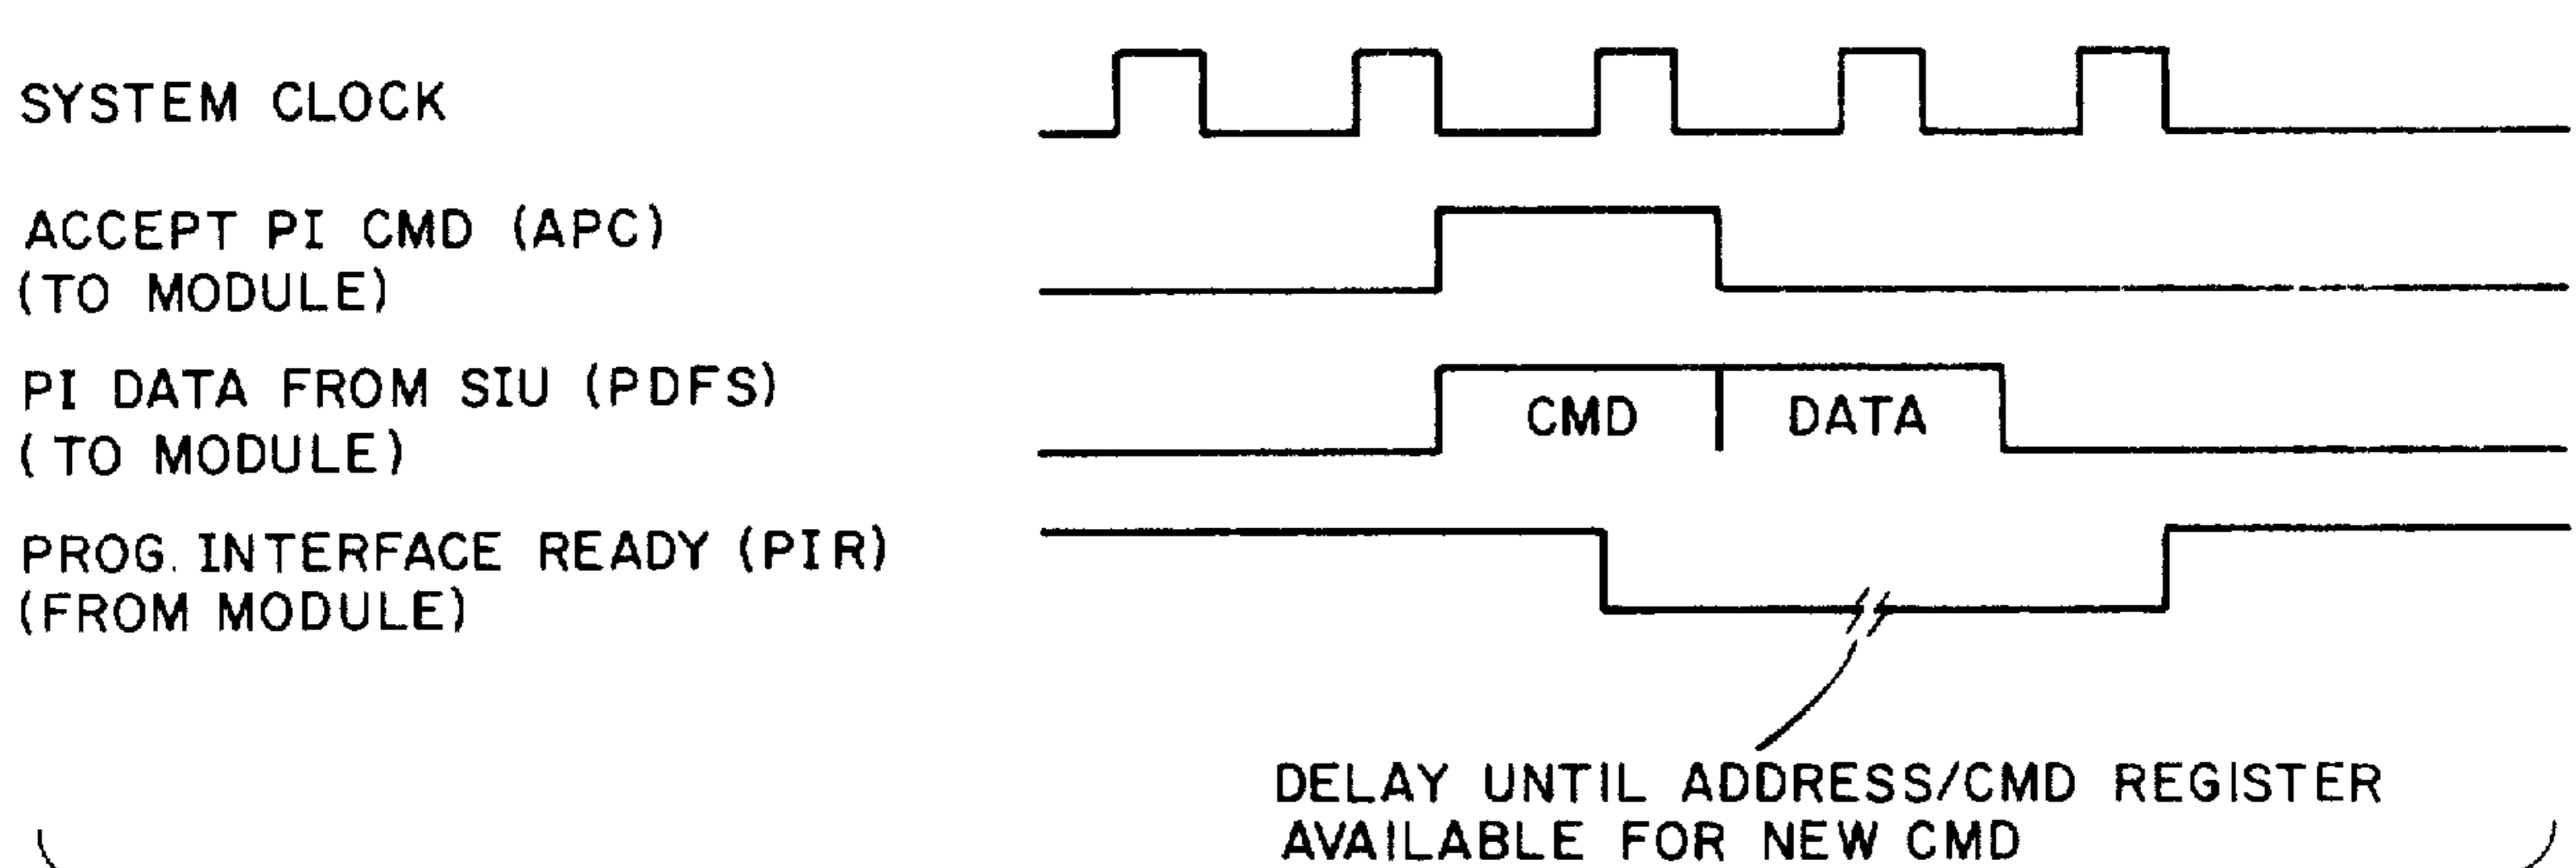 SYSTEM CLOCK
ACCEPT PI CMD (APC)
(TO MODULE)
PI DATA FROM SIU (PDFS)
(TO MODULE)
CMD
DATA
PROG. INTERFACE READY (PIR)
(FROM MODULE)
DELAY UNTIL ADDRESS/CMD REGISTER
AVAILABLE FOR NEW CMD